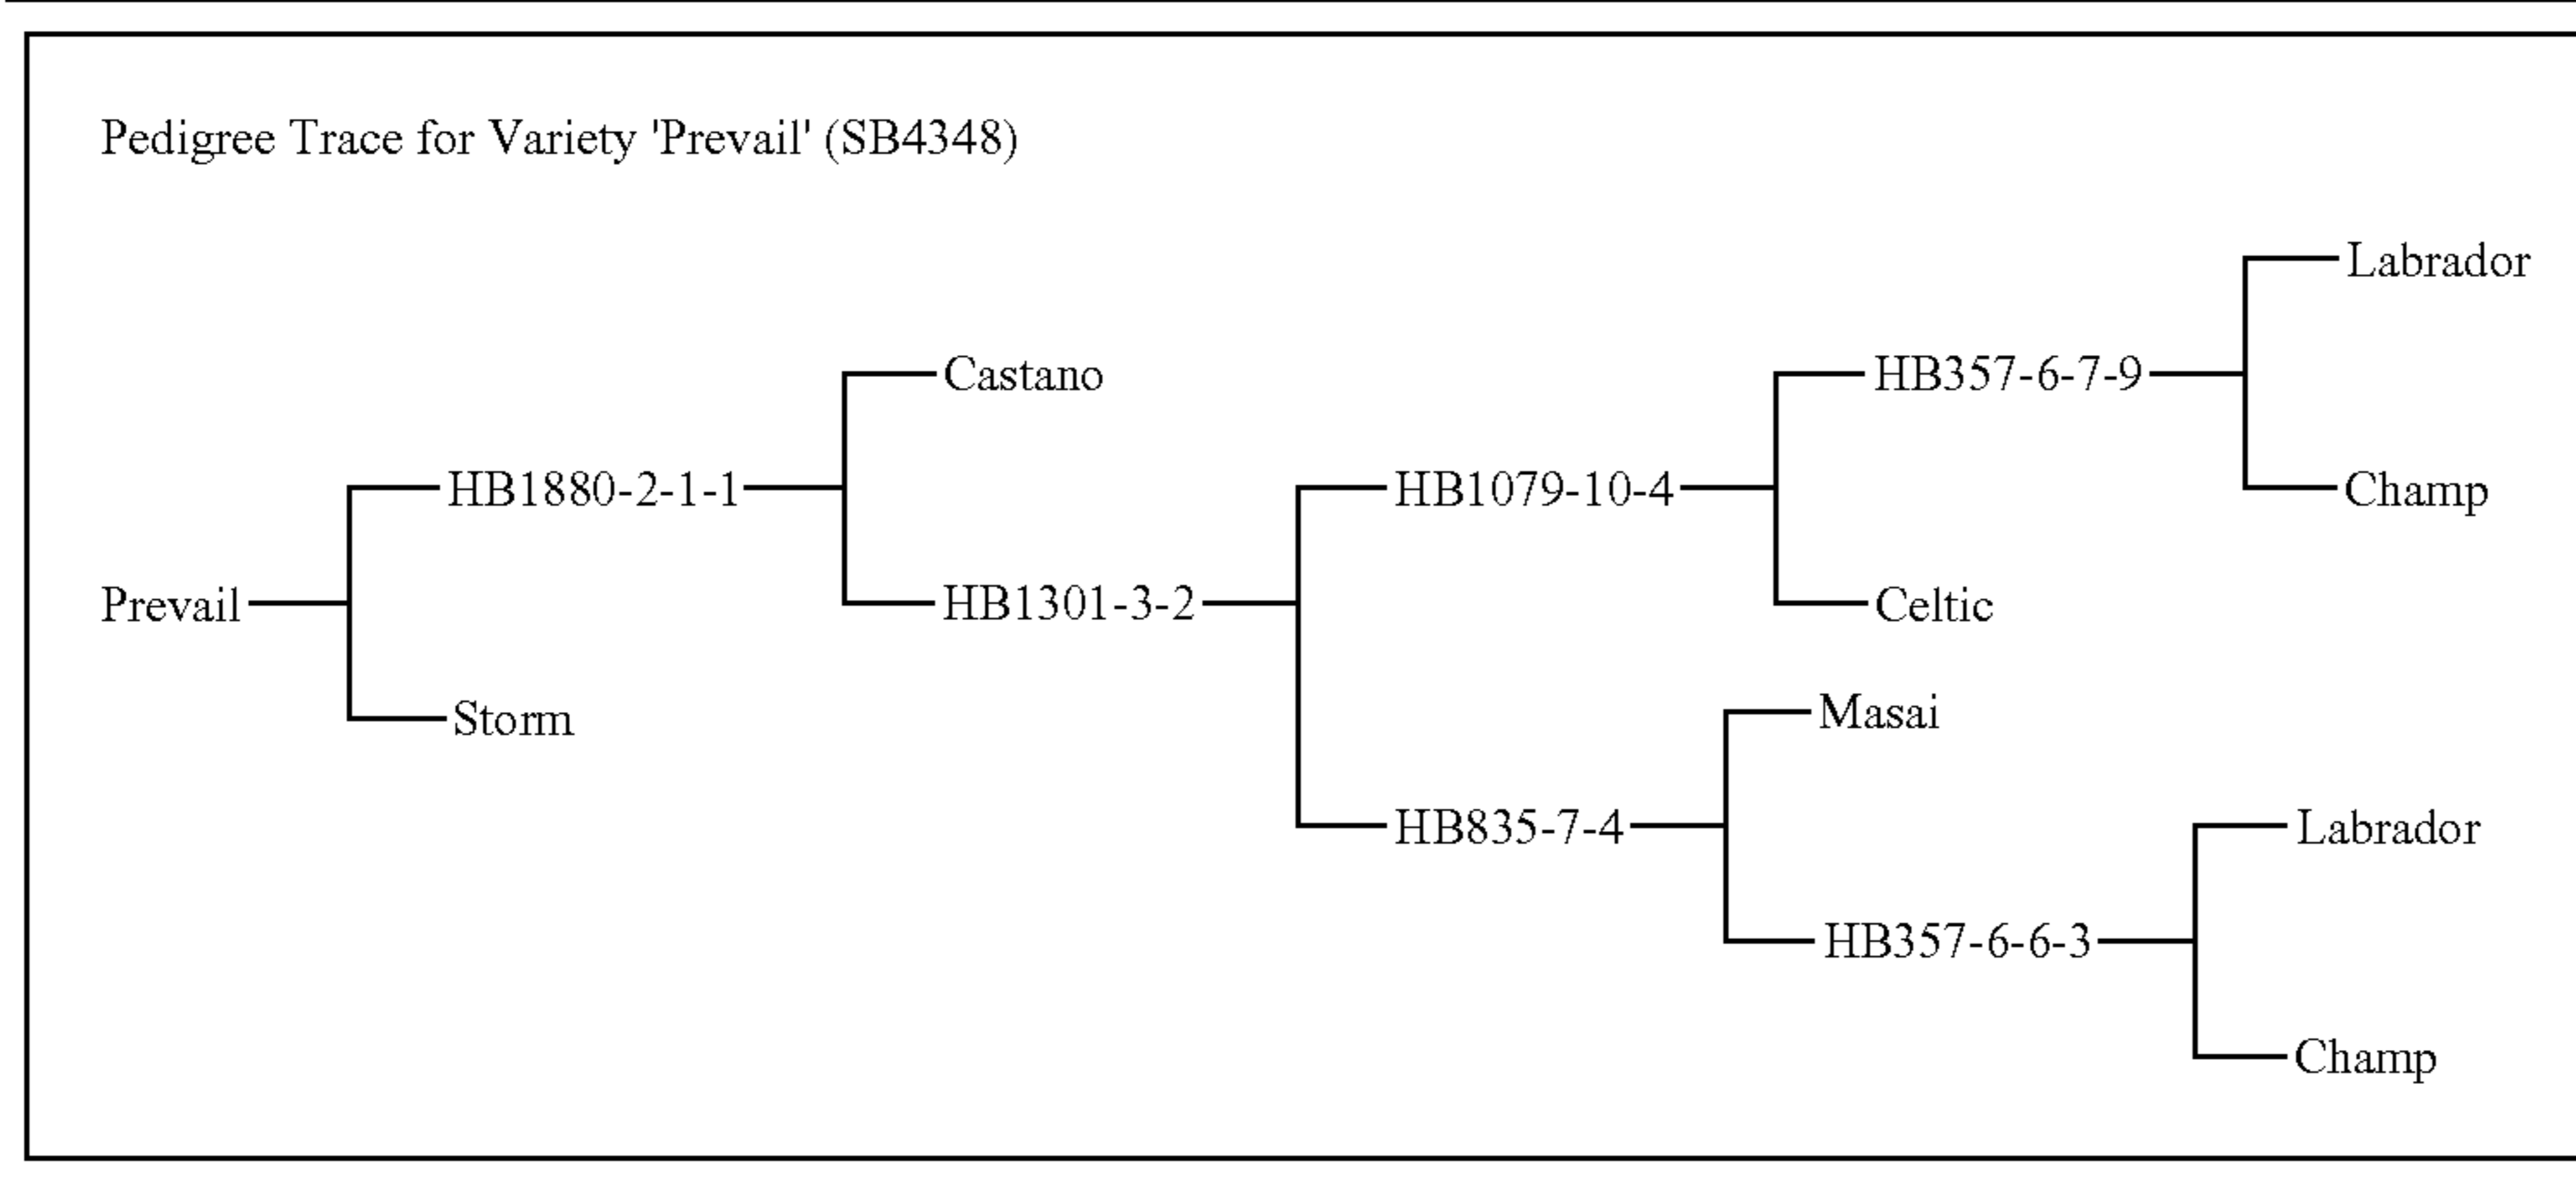 Pedigree Trace for Variety 'Prevail' (SB4348)
Labrador
Castano
HB357-6-7-9
HB1880-2-1-1
HB1079-10-4
Champ
Prevail
HB1301-3-2
Celtic
Storm
Masai
HB835-7-4
Labrador
HB357-6-6-3
Champ